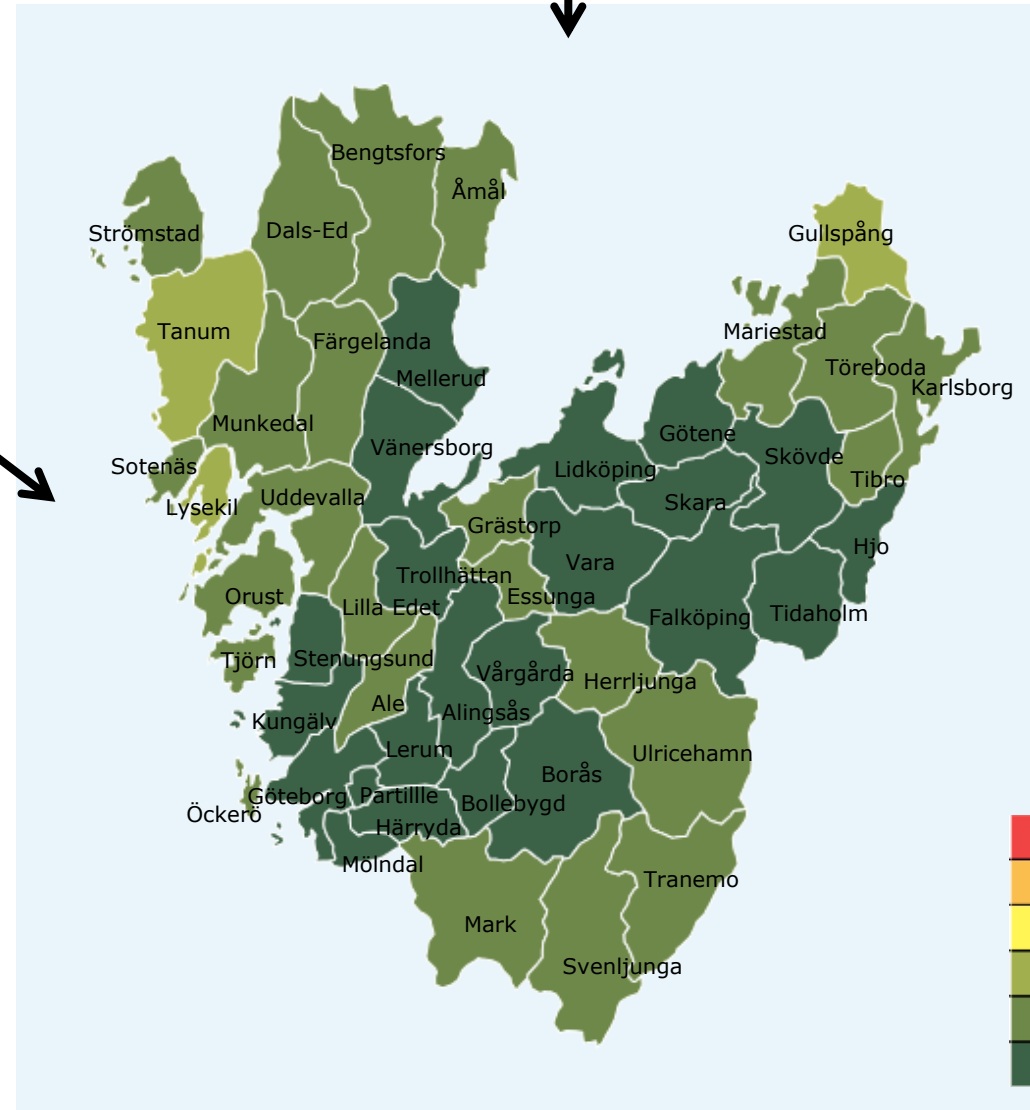 Bengtsfors
Åmål
Strömstad
Dals-Ed
Gullspång
Tanum
Färgelanda
Mariestad
Töreboda
Mellerud
Karlsborg
Munkedal
Vänersborg
Götene
Skövde
Sotenäs
Lidköping
Tibro
Lysekil
Uddevalla
Skara
Grästorp
Hjo
Vara
Trollhättan
Orust
Lilla Edet
Essunga
Falköping
Tidaholm
Tjörn
Stenungsund
Vårgårda
Herrljunga
Ale
Alingsås
Kungälv
Lerum
Ulricehamn
Borås
Göteborg
Partillle
Bollebygd
Öckerö
Härryda
Mölndal
Tranemo
Mark
Svenljunga